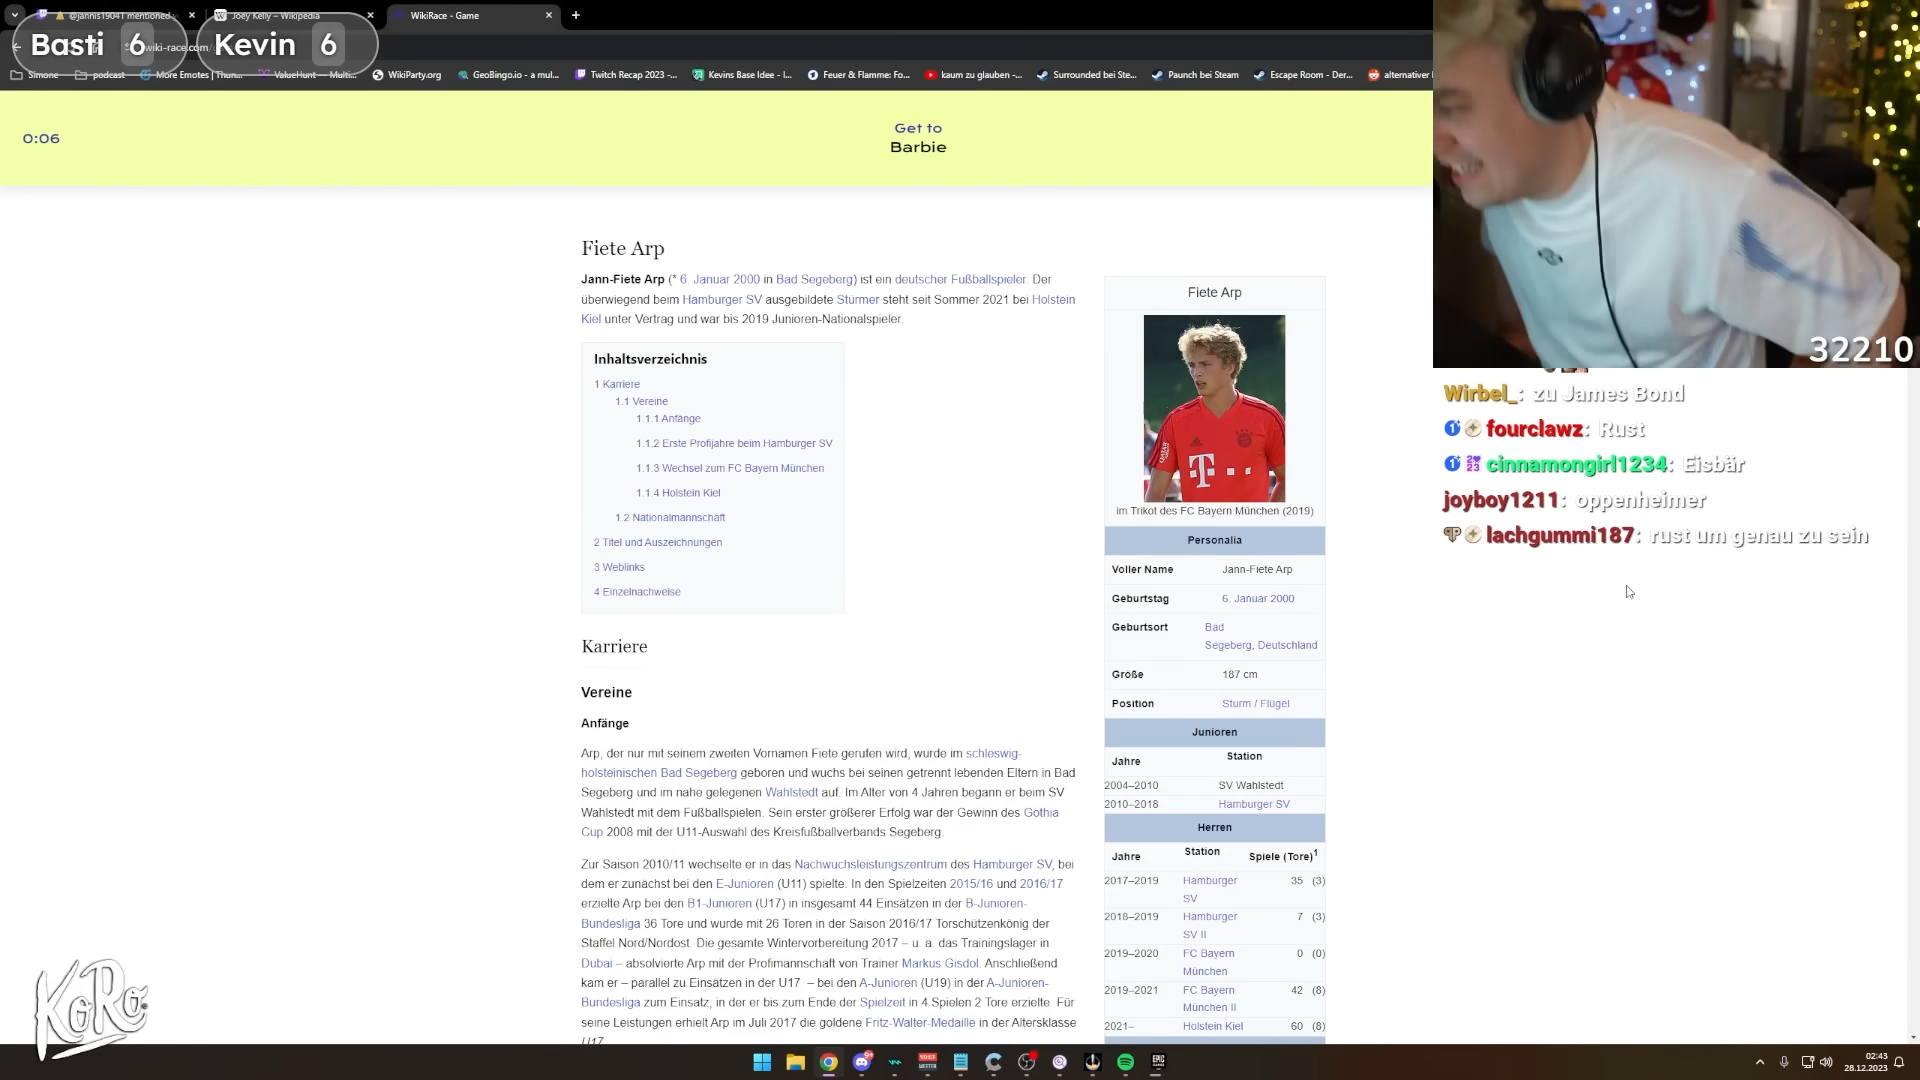 @jannis19041 mentioned
Joey Kelly – Wikipedia
WikiRace - Game
Basti 6
Kevin 6
wiki-race.com/
Simone
podcast
More Emotes | Thun...
ValueHunt — Multi...
WikiParty.org
GeoBingo.io - a mul...
Twitch Recap 2023 –...
Kevins Base Idee - I...
Feuer & Flamme: Fo...
kaum zu glauben -...
Surrounded bei Ste...
Paunch bei Steam
Escape Room - Der...
alternativer
0:06
Get to
Barbie
Fiete Arp
Jann-Fiete Arp (* 6. Januar 2000 in Bad Segeberg) ist ein deutscher Fußballspieler. Der
überwiegend beim Hamburger SV ausgebildete Stürmer steht seit Sommer 2021 bei Holstein
Kiel unter Vertrag und war bis 2019 Junioren-Nationalspieler.
Inhaltsverzeichnis
1 Karriere
1.1 Vereine
1.1.1 Anfänge
1.1.2 Erste Profijahre beim Hamburger SV
1.1.3 Wechsel zum FC Bayern München
1.1.4 Holstein Kiel
1.2 Nationalmannschaft
2 Titel und Auszeichnungen
3 Weblinks
4 Einzelnachweise
Karriere
Vereine
Anfänge
Arp, der nur mit seinem zweiten Vornamen Fiete gerufen wird, wurde im schleswig-
holsteinischen Bad Segeberg geboren und wuchs bei seinen getrennt lebenden Eltern in Bad
Segeberg und im nahe gelegenen Wahlstedt auf. Im Alter von 4 Jahren begann er beim SV
Wahlstedt mit dem Fußballspielen. Sein erster größerer Erfolg war der Gewinn des Gothia
Cup 2008 mit der U11-Auswahl des Kreisfußballverbands Segeberg.
Zur Saison 2010/11 wechselte er in das Nachwuchsleistungszentrum des Hamburger SV, bei
dem er zunächst bei den E-Junioren (U11) spielte. In den Spielzeiten 2015/16 und 2016/17
erzielte Arp bei den B1-Junioren (U17) in insgesamt 44 Einsätzen in der B-Junioren-
Bundesliga 36 Tore und wurde mit 26 Toren in der Saison 2016/17 Torschützenkönig der
Staffel Nord/Nordost. Die gesamte Wintervorbereitung 2017 – u. a. das Trainingslager in
Dubai – absolvierte Arp mit der Profimannschaft von Trainer Markus Gisdol. Anschließend
kam er – parallel zu Einsätzen in der U17 – bei den A-Junioren (U19) in der A-Junioren-
Bundesliga zum Einsatz, in der er bis zum Ende der Spielzeit in 4 Spielen 2 Tore erzielte. Für
seine Leistungen erhielt Arp im Juli 2017 die goldene Fritz-Walter-Medaille in der Altersklasse
U17.
Fiete Arp
im Trikot des FC Bayern München (2019)
Personalia
Voller Name Jann-Fiete Arp
Geburtstag 6. Januar 2000
Geburtsort Bad
Segeberg, Deutschland
Größe 187 cm
Position Sturm / Flügel
Junioren
Jahre Station
2004–2010 SV Wahlstedt
2010–2018 Hamburger SV
Herren
Jahre Station Spiele (Tore)1
2017–2019 Hamburger SV 35 (3)
2018–2019 Hamburger SV II 7 (3)
2019–2020 FC Bayern München 0 (0)
2019–2021 FC Bayern München II 42 (8)
2021– Holstein Kiel 60 (8)
32210
Wirbel_: zu James Bond
fourclawz: Rust
cinnamongirl1234: Eisbär
joyboy1211: oppenheimer
lachgummi187: rust um genau zu sein
KoRo
02:43
28.12.2023